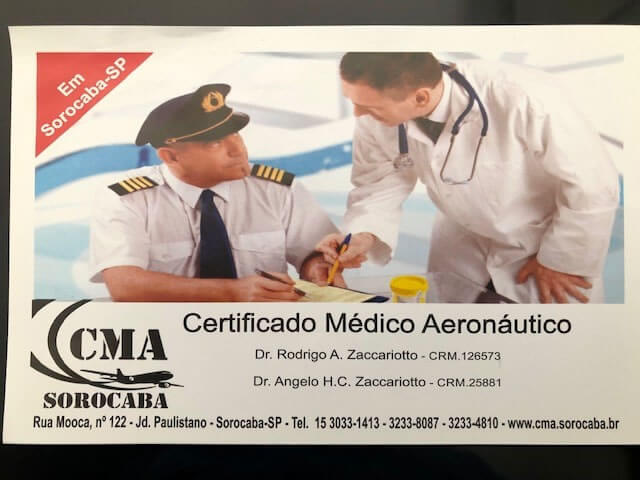 Em
Sorocaba-SP
CMA
SOROCABA
Certificado Médico Aeronáutico
Dr. Rodrigo A. Zaccariotto - CRM.126573
Dr. Angelo H.C. Zaccariotto - CRM.25881
Rua Mooca, nº 122 - Jd. Paulistano - Sorocaba-SP - Tel. 15 3033-1413 - 3233-8087 - 3233-4810 - www.cma.sorocaba.br